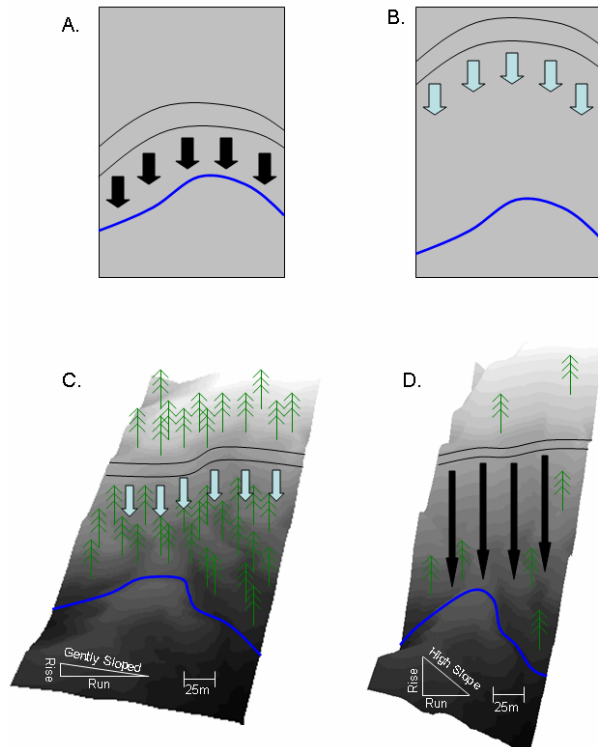 A.
B.
C.
D.
Gently Sloped
Rise
Run
25m
High Slope
Rise
Run
25m